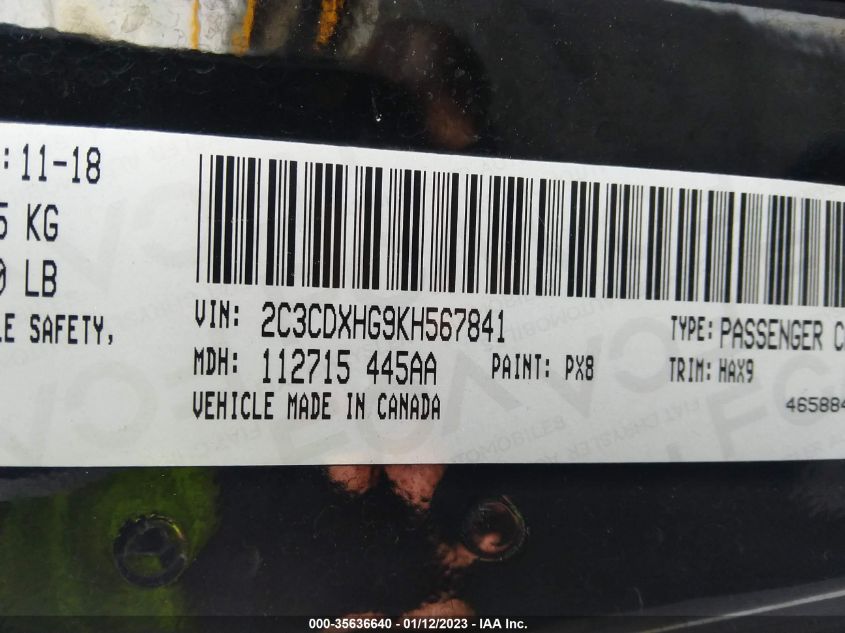 : 11-18
5 KG
0 LB
LE SAFETY,
VIN: 2C3CDXHG9KH567841
TYPE: PASSENGER C
MDH: 112715 445AA PAINT: PX8 TRIM: HAX9
VEHICLE MADE IN CANADA
46588
000-35636640 - 01/12/2023 - IAA Inc.